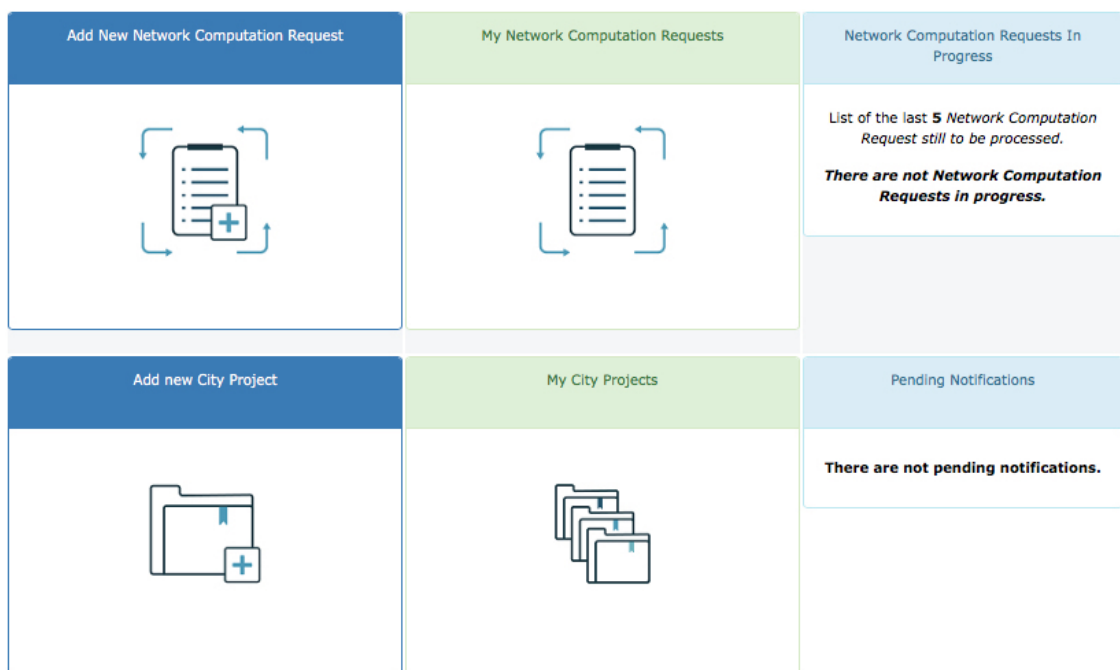 Add New Network Computation Request
My Network Computation Requests
Network Computation Requests In
Progress
List of the last 5 Network Computation
Request still to be processed.
There are not Network Computation
Requests in progress.
Add new City Project
My City Projects
Pending Notifications
There are not pending notifications.